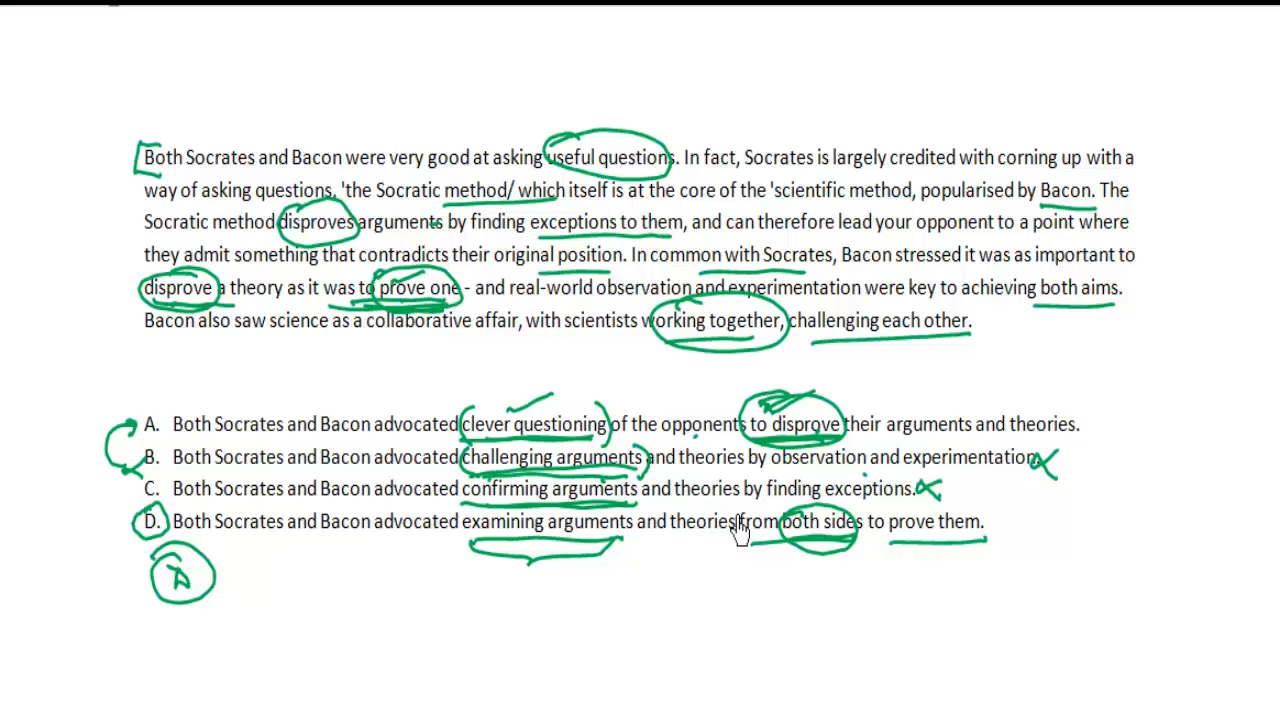 Both Socrates and Bacon were very good at asking useful questions. In fact, Socrates is largely credited with corning up with a
way of asking questions, 'the Socratic method/ which itself is at the core of the 'scientific method, popularised by Bacon. The
Socratic method disproves arguments by finding exceptions to them, and can therefore lead your opponent to a point where
they admit something that contradicts their original position. In common with Socrates, Bacon stressed it was as important to
disprove a theory as it was to prove one - and real-world observation and experimentation were key to achieving both aims.
Bacon also saw science as a collaborative affair, with scientists working together, challenging each other.
A. Both Socrates and Bacon advocated clever questioning of the opponents to disprove their arguments and theories.
B. Both Socrates and Bacon advocated challenging arguments and theories by observation and experimentation
C. Both Socrates and Bacon advocated confirming arguments and theories by finding exceptions.
D. Both Socrates and Bacon advocated examining arguments and theories from both sides to prove them.